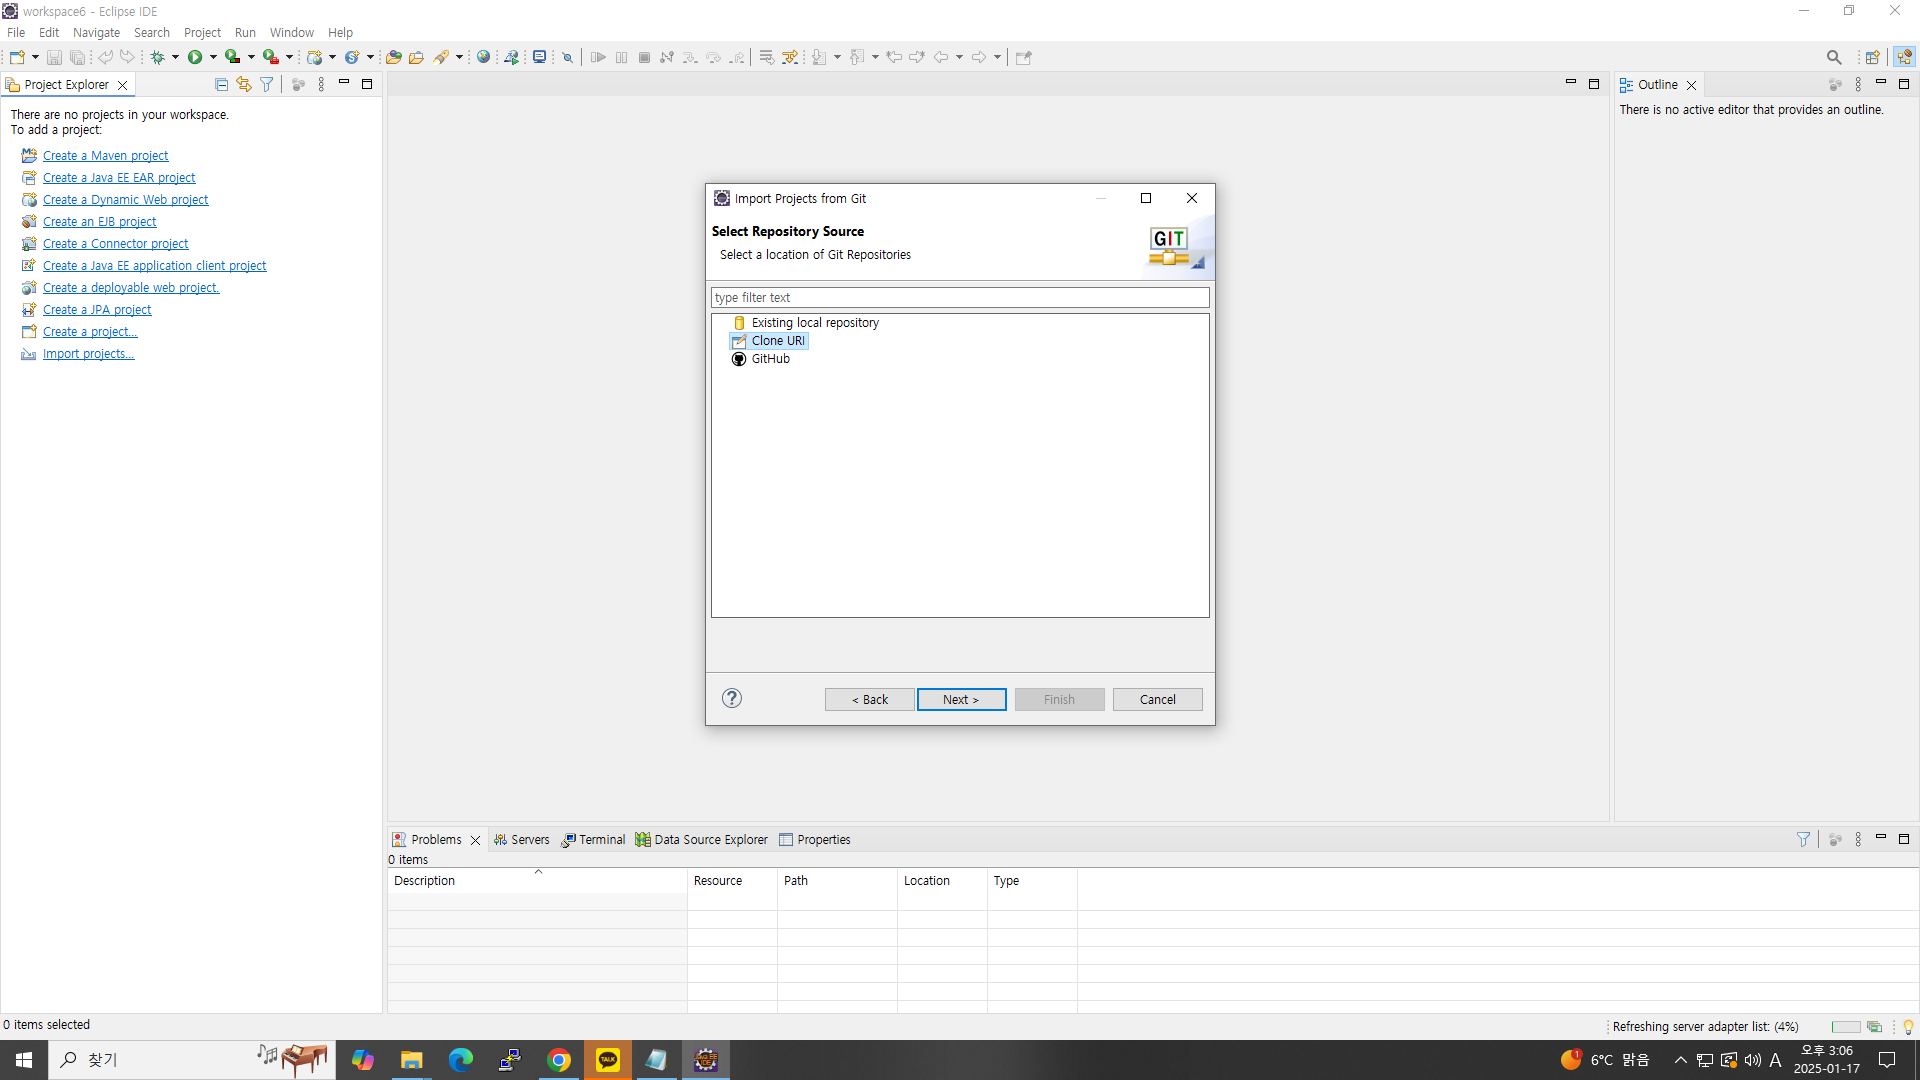 workspace6 - Eclipse IDE
File Edit Navigate Search Project Run Window Help
Project Explorer
Outline
There are no projects in your workspace.
To add a project:
Create a Maven project
Create a Java EE EAR project
Create a Dynamic Web project
Create an EJB project
Create a Connector project
Create a Java EE application client project
Create a deployable web project.
Create a JPA project
Create a project...
Import projects...
There is no active editor that provides an outline.
Import Projects from Git
Select Repository Source
Select a location of Git Repositories
GIT
type filter text
Existing local repository
Clone URI
GitHub
< Back Next > Finish Cancel
Problems Servers Terminal Data Source Explorer Properties
0 items
Description Resource Path Location Type
0 items selected
Refreshing server adapter list: (4%)
찾기
TALK
1
6°C 맑음
A
오후 3:06
2025-01-17